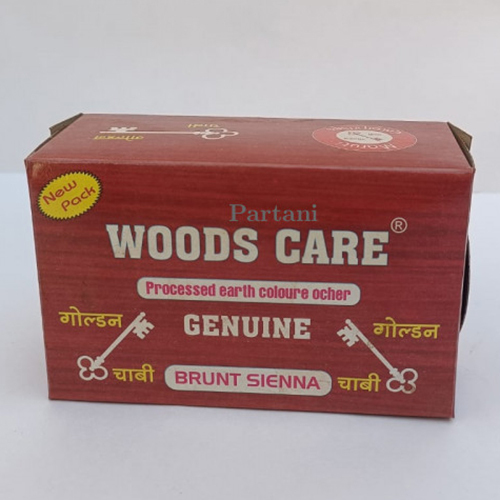 New
Pack
Partani
WOODS CARE®
Processed earth coloure ocher
गोल्डन GENUINE गोल्डन
चाबी BRUNT SIENNA चाबी